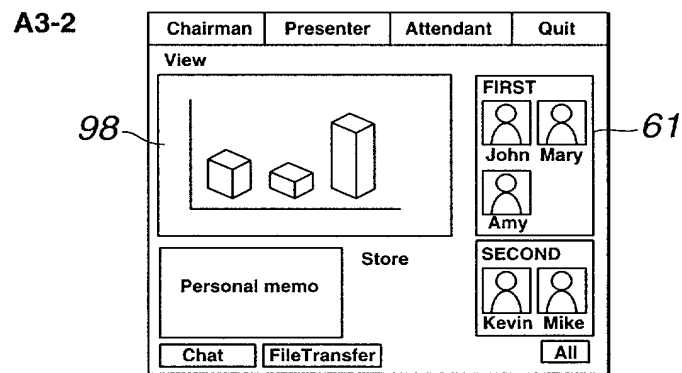 A3-2
Chairman Presenter Attendant Quit
View
98
FIRST
61
John Mary
Amy
Store
Personal memo
SECOND
Kevin Mike
Chat FileTransfer All